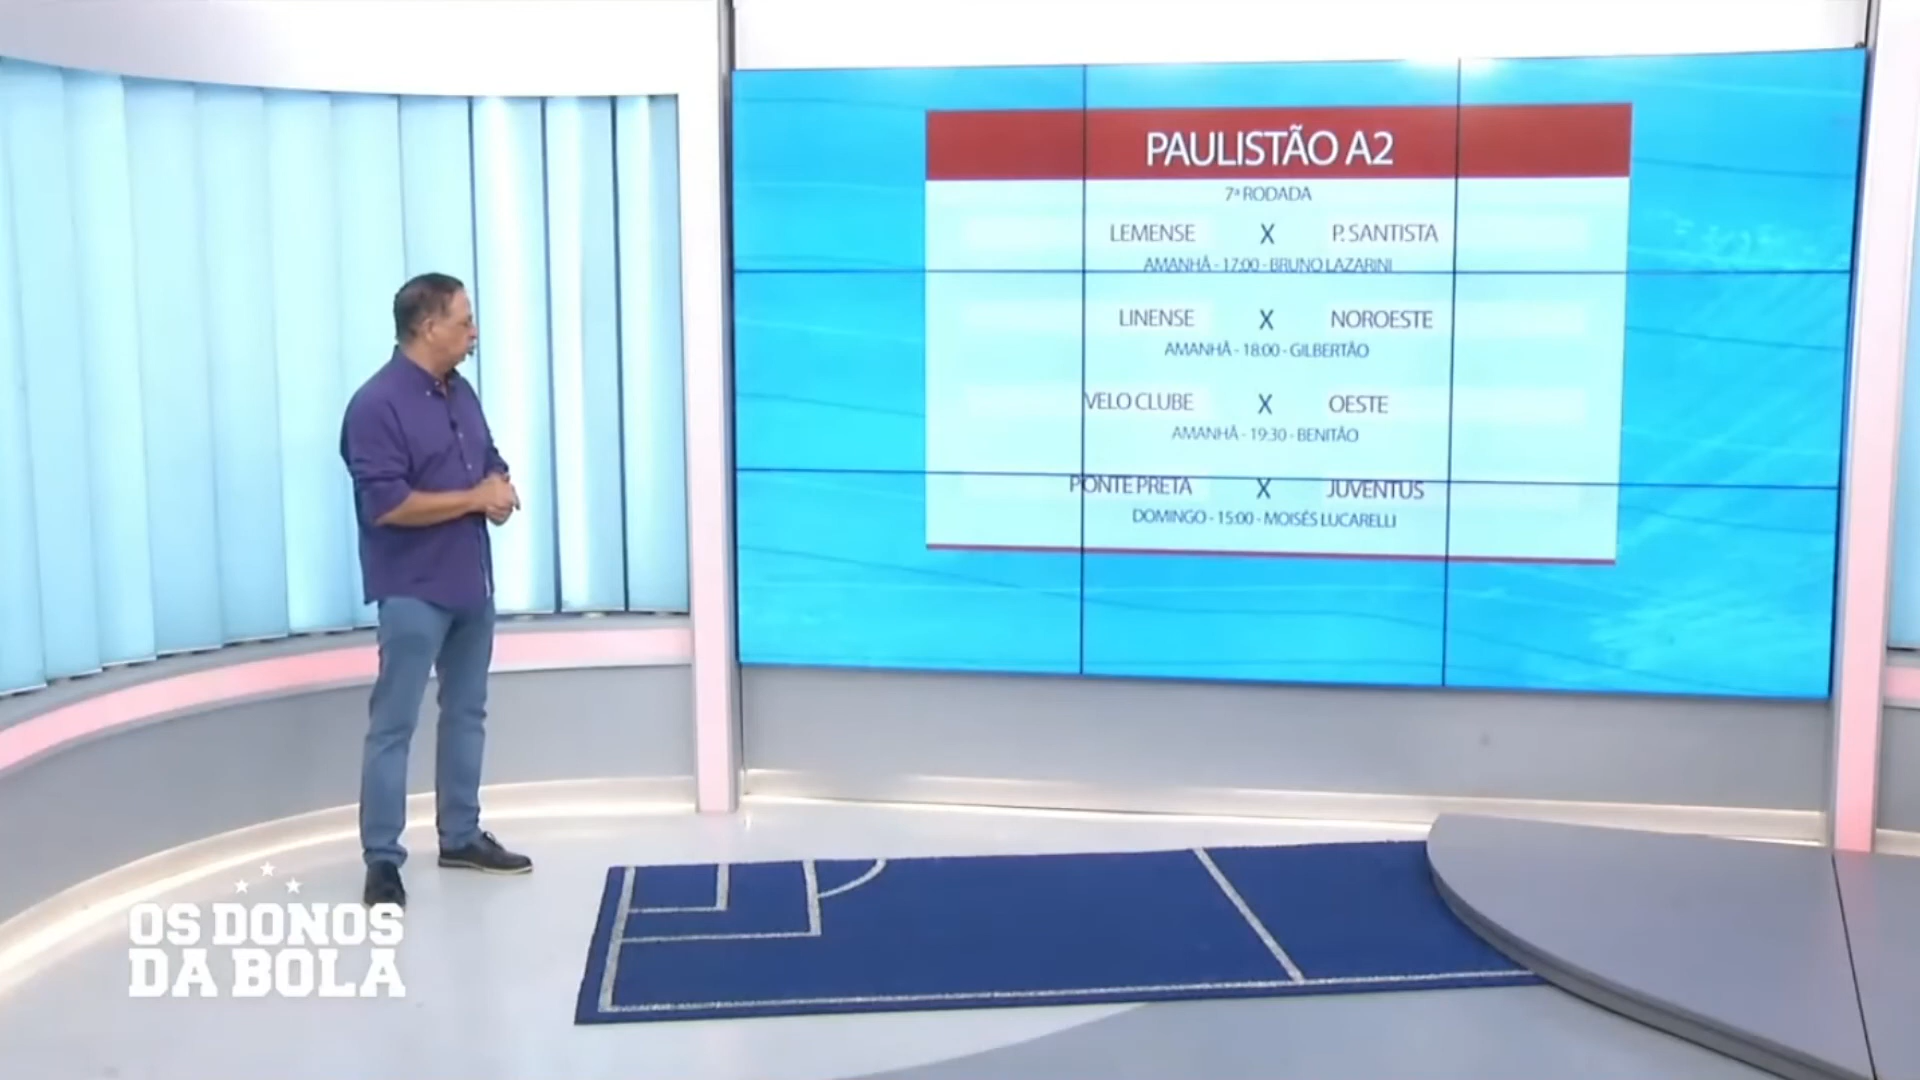 PAULISTÃO A2
7ª RODADA
LEMENSE X P. SANTISTA
AMANHÃ - 17:00 - BRUNO LAZARINI
LINENSE X NOROESTE
AMANHÃ - 18:00 - GILBERTÃO
VELO CLUBE X OESTE
AMANHÃ - 19:30 - BENITÃO
PONTE PRETA X JUVENTUS
DOMINGO - 15:00 - MOISÉS LUCARELLI
OS DONOS
DA BOLA